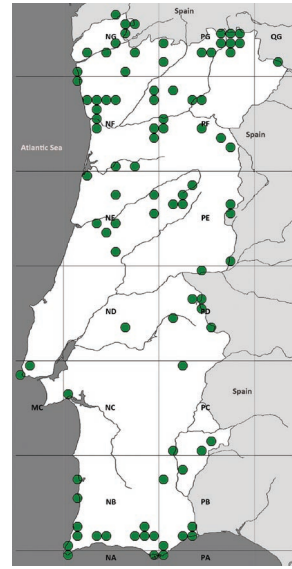 Spain
NG
PG
QG
NF
PF
Spain
Atlantic Sea
NE
PE
ND
PD
Spain
MC
NC
PC
NB
PB
NA
PA